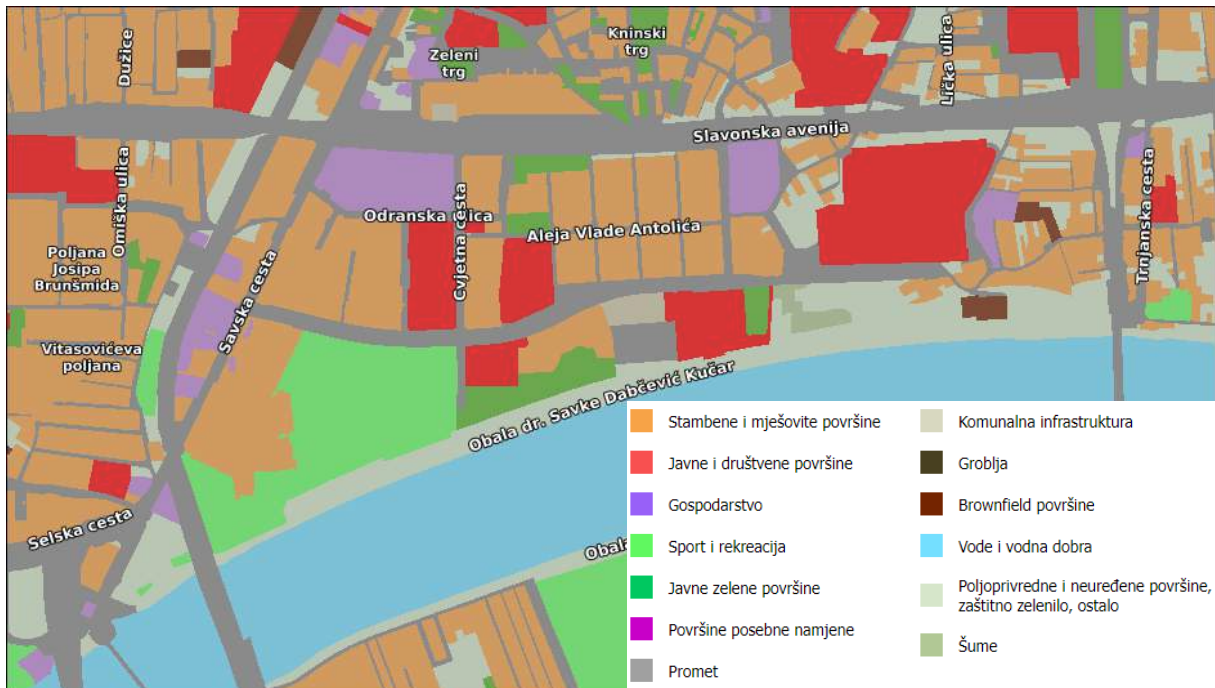 Dužice
Zeleni
trg
Kninski
trg
Lička ulica
Slavonska avenija
Omiška ulica
Odranska ulica
Cvjetna cesta
Aleja Vlade Antolića
Trnjanska cesta
Poljana
Josipa
Brunšmida
Savska cesta
Vitasovićeva
poljana
Obala dr. Savke Dabčević Kučar
Selska cesta
Stambene i mješovite površine
Javne i društvene površine
Gospodarstvo
Sport i rekreacija
Javne zelene površine
Površine posebne namjene
Promet
Komunalna infrastruktura
Groblja
Brownfield površine
Vode i vodna dobra
Poljoprivredne i neuređene površine,
zaštitno zelenilo, ostalo
Šume